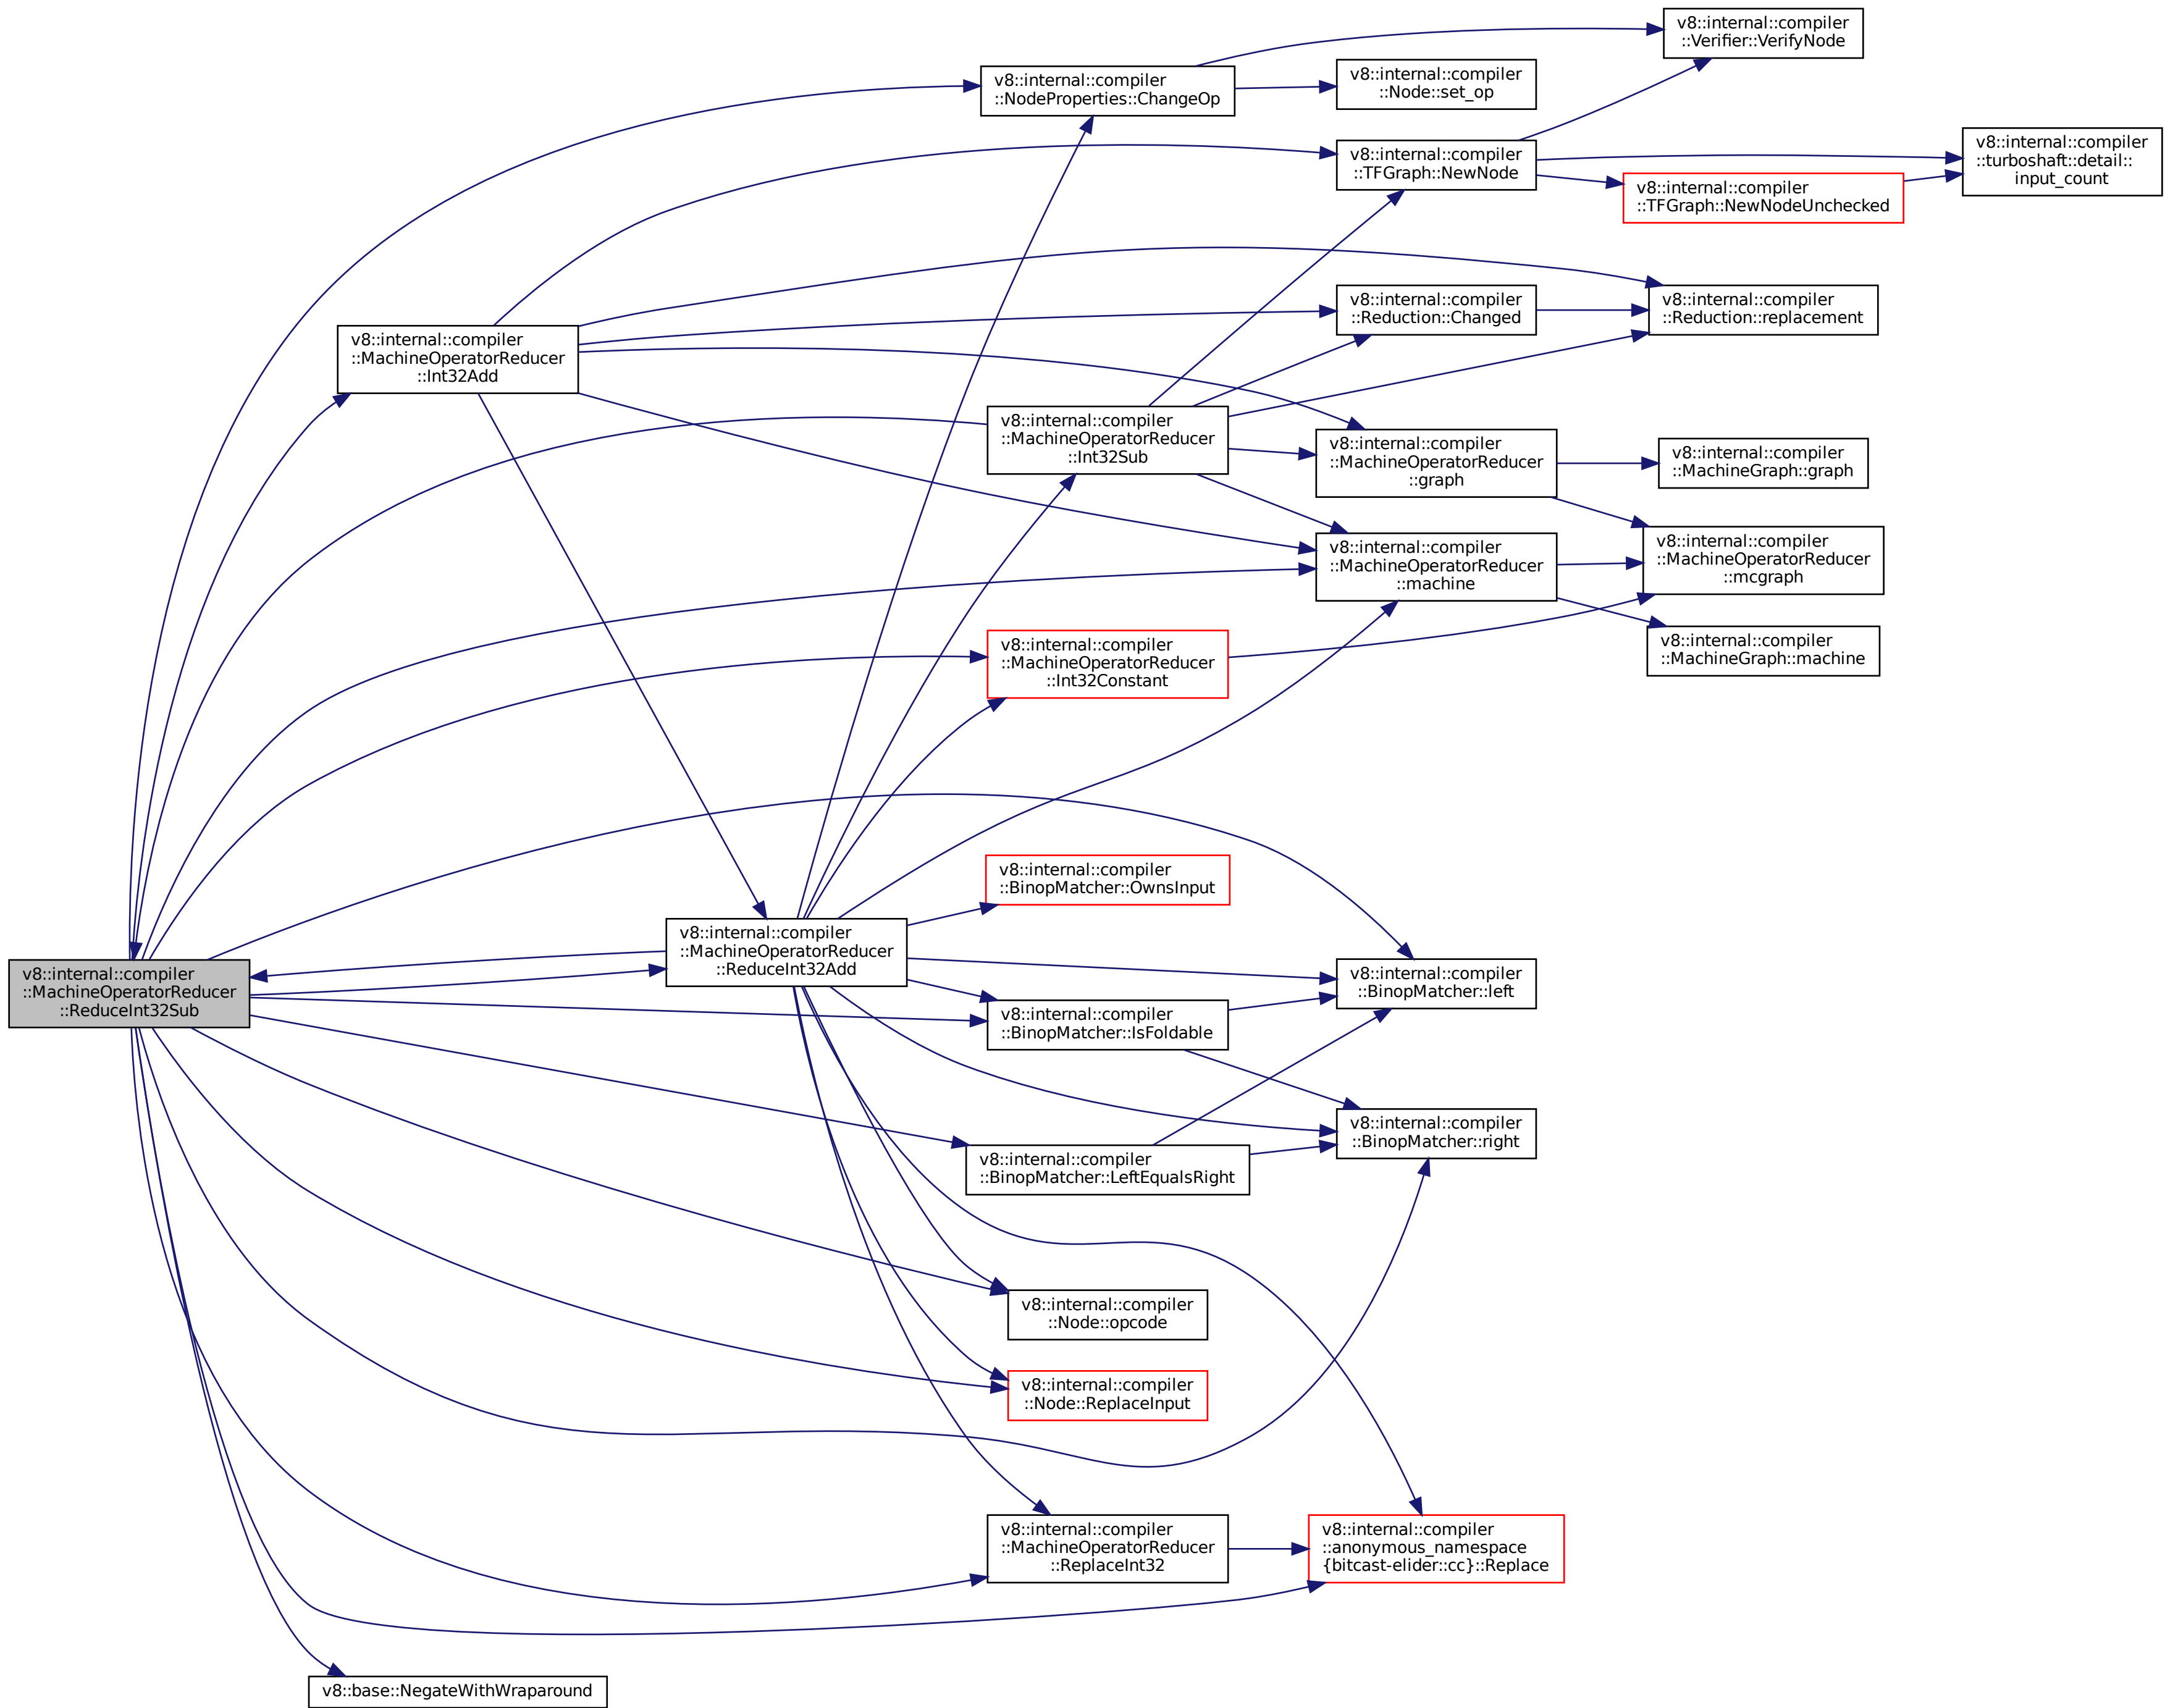 v8::internal::compiler
::Verifier::VerifyNode
v8::internal::compiler
::NodeProperties::ChangeOp
v8::internal::compiler
::Node::set_op
v8::internal::compiler
::TFGraph::NewNode
v8::internal::compiler
::turboshaft::detail::
input_count
v8::internal::compiler
::TFGraph::NewNodeUnchecked
v8::internal::compiler
::Reduction::Changed
v8::internal::compiler
::Reduction::replacement
v8::internal::compiler
::MachineOperatorReducer
::Int32Add
v8::internal::compiler
::MachineOperatorReducer
::Int32Sub
v8::internal::compiler
::MachineOperatorReducer
::graph
v8::internal::compiler
::MachineGraph::graph
v8::internal::compiler
::MachineOperatorReducer
::machine
v8::internal::compiler
::MachineOperatorReducer
::mcgraph
v8::internal::compiler
::MachineOperatorReducer
::Int32Constant
v8::internal::compiler
::MachineGraph::machine
v8::internal::compiler
::BinopMatcher::OwnsInput
v8::internal::compiler
::MachineOperatorReducer
::ReduceInt32Add
v8::internal::compiler
::MachineOperatorReducer
::ReduceInt32Sub
v8::internal::compiler
::BinopMatcher::left
v8::internal::compiler
::BinopMatcher::IsFoldable
v8::internal::compiler
::BinopMatcher::right
v8::internal::compiler
::BinopMatcher::LeftEqualsRight
v8::internal::compiler
::Node::opcode
v8::internal::compiler
::Node::ReplaceInput
v8::internal::compiler
::MachineOperatorReducer
::ReplaceInt32
v8::internal::compiler
::anonymous_namespace
{bitcast-elider::cc}::Replace
v8::base::NegateWithWraparound